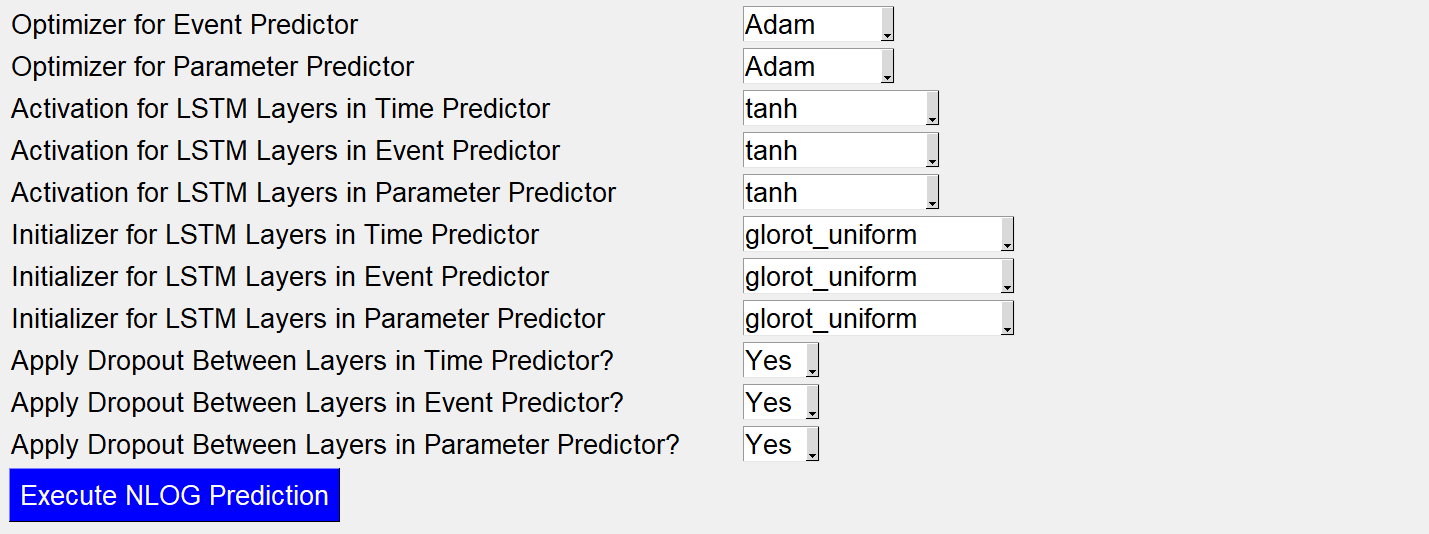 Optimizer for Event Predictor Adam
Optimizer for Parameter Predictor Adam
Activation for LSTM Layers in Time Predictor tanh
Activation for LSTM Layers in Event Predictor tanh
Activation for LSTM Layers in Parameter Predictor tanh
Initializer for LSTM Layers in Time Predictor glorot_uniform
Initializer for LSTM Layers in Event Predictor glorot_uniform
Initializer for LSTM Layers in Parameter Predictor glorot_uniform
Apply Dropout Between Layers in Time Predictor? Yes
Apply Dropout Between Layers in Event Predictor? Yes
Apply Dropout Between Layers in Parameter Predictor? Yes
Execute NLOG Prediction